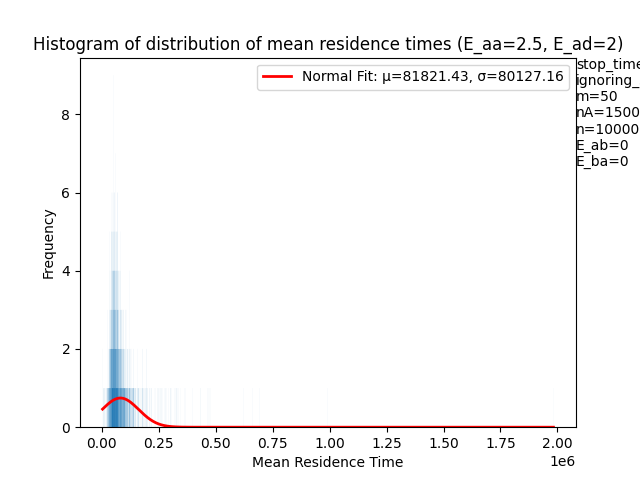 Histogram of distribution of mean residence times (E_aa=2.5, E_ad=2)
Normal Fit: μ=81821.43, σ=80127.16
stop_time
ignoring_
m=50
nA=1500
n=10000
E_ab=0
E_ba=0
Frequency
8
6
4
2
0
0.00 0.25 0.50 0.75 1.00 1.25 1.50 1.75 2.00
1e6
Mean Residence Time